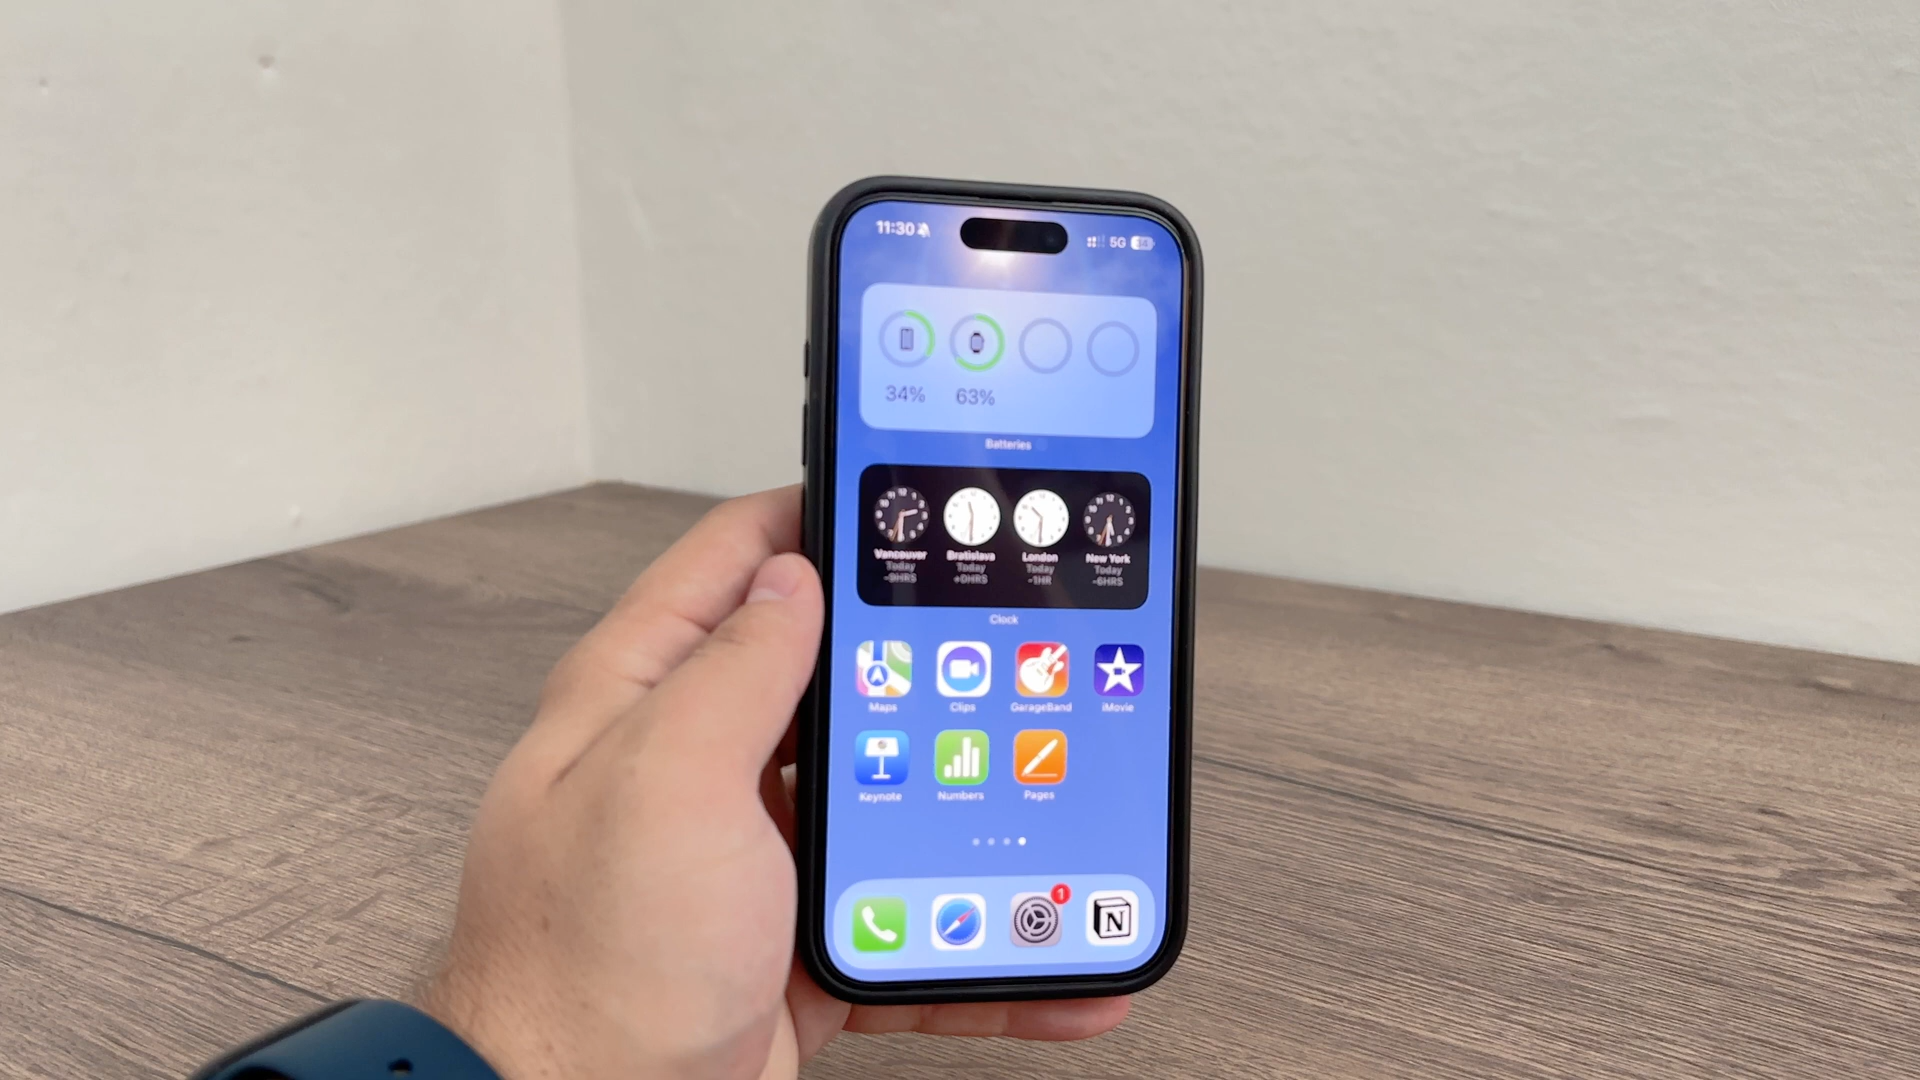 11:30 5G
34% 63%
Batteries
Vancouver Bratislava London New York
Today Today Today Today
-9HRS +0HRS -1HR -6HRS
Clock
Maps Clips GarageBand iMovie
Keynote Numbers Pages
1
N